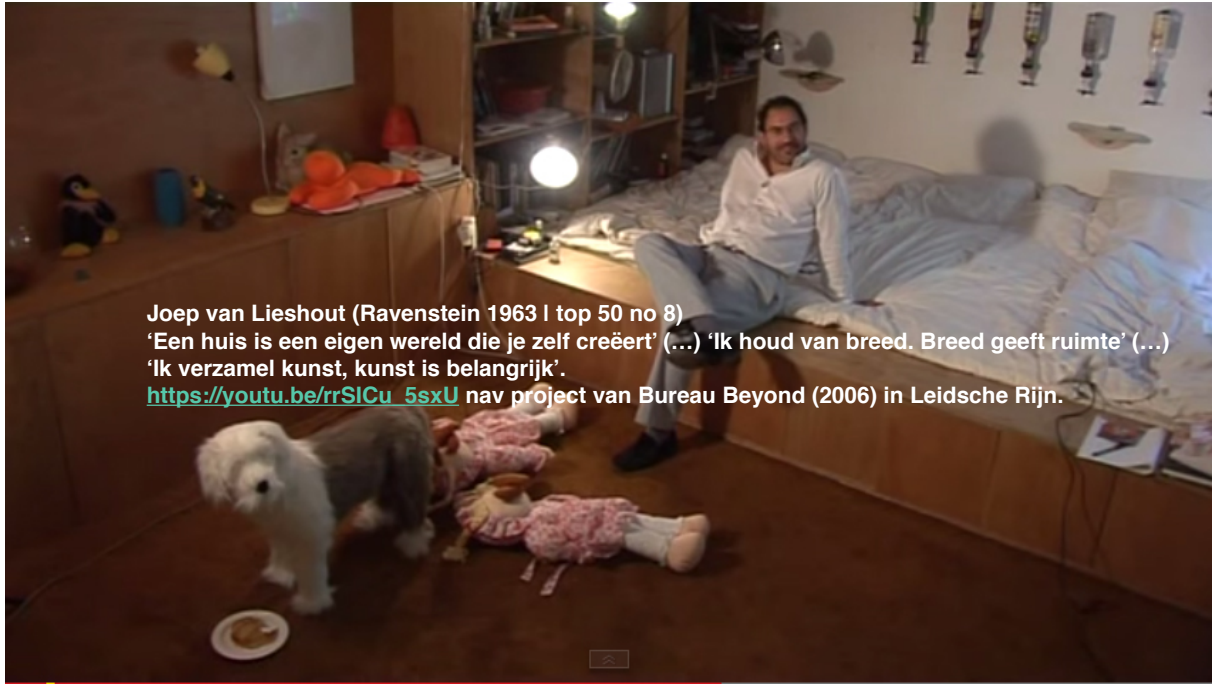 Joep van Lieshout (Ravenstein 1963 | top 50 no 8)
‘Een huis is een eigen wereld die je zelf creëert’ (…) ‘Ik houd van breed. Breed geeft ruimte’ (…)
‘Ik verzamel kunst, kunst is belangrijk’.
https://youtu.be/rrSlCu_5sxU nav project van Bureau Beyond (2006) in Leidsche Rijn.